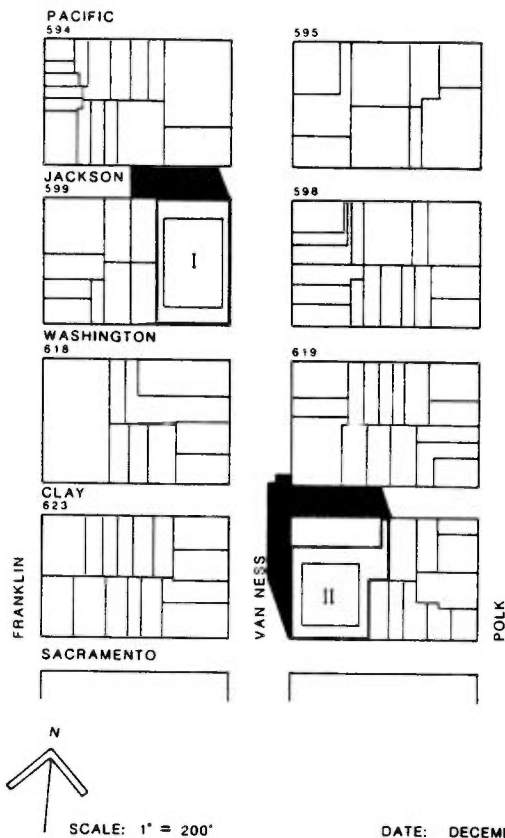 PACIFIC
594
595
JACKSON
599
598
I
WASHINGTON
618
619
CLAY
623
FRANKLIN
VAN NESS
II
POLK
SACRAMENTO
N
SCALE: 1" = 200'
DATE: